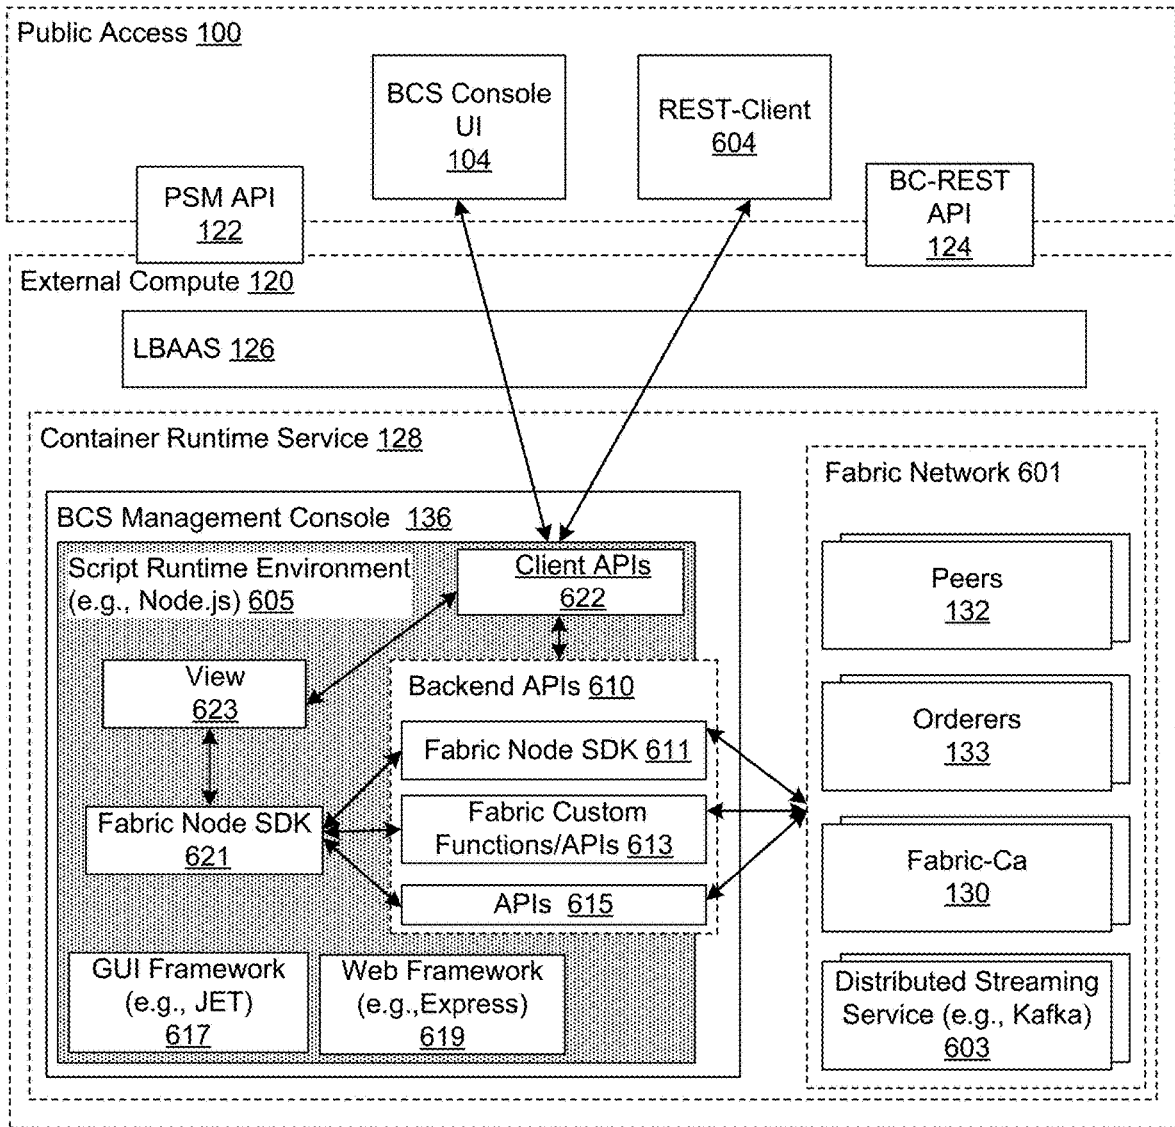 Public Access 100
BCS Console
UI
104
REST-Client
604
PSM API
122
BC-REST
API
124
External Compute 120
LBAAS 126
Container Runtime Service 128
Fabric Network 601
BCS Management Console 136
Script Runtime Environment
(e.g., Node.js) 605
Client APIs
622
Peers
132
View
623
Backend APIs 610
Fabric Node SDK 611
Orderers
133
Fabric Node SDK
621
Fabric Custom
Functions/APIs 613
Fabric-Ca
130
APIs 615
GUI Framework
(e.g., JET)
617
Web Framework
(e.g.,Express)
619
Distributed Streaming
Service (e.g., Kafka)
603